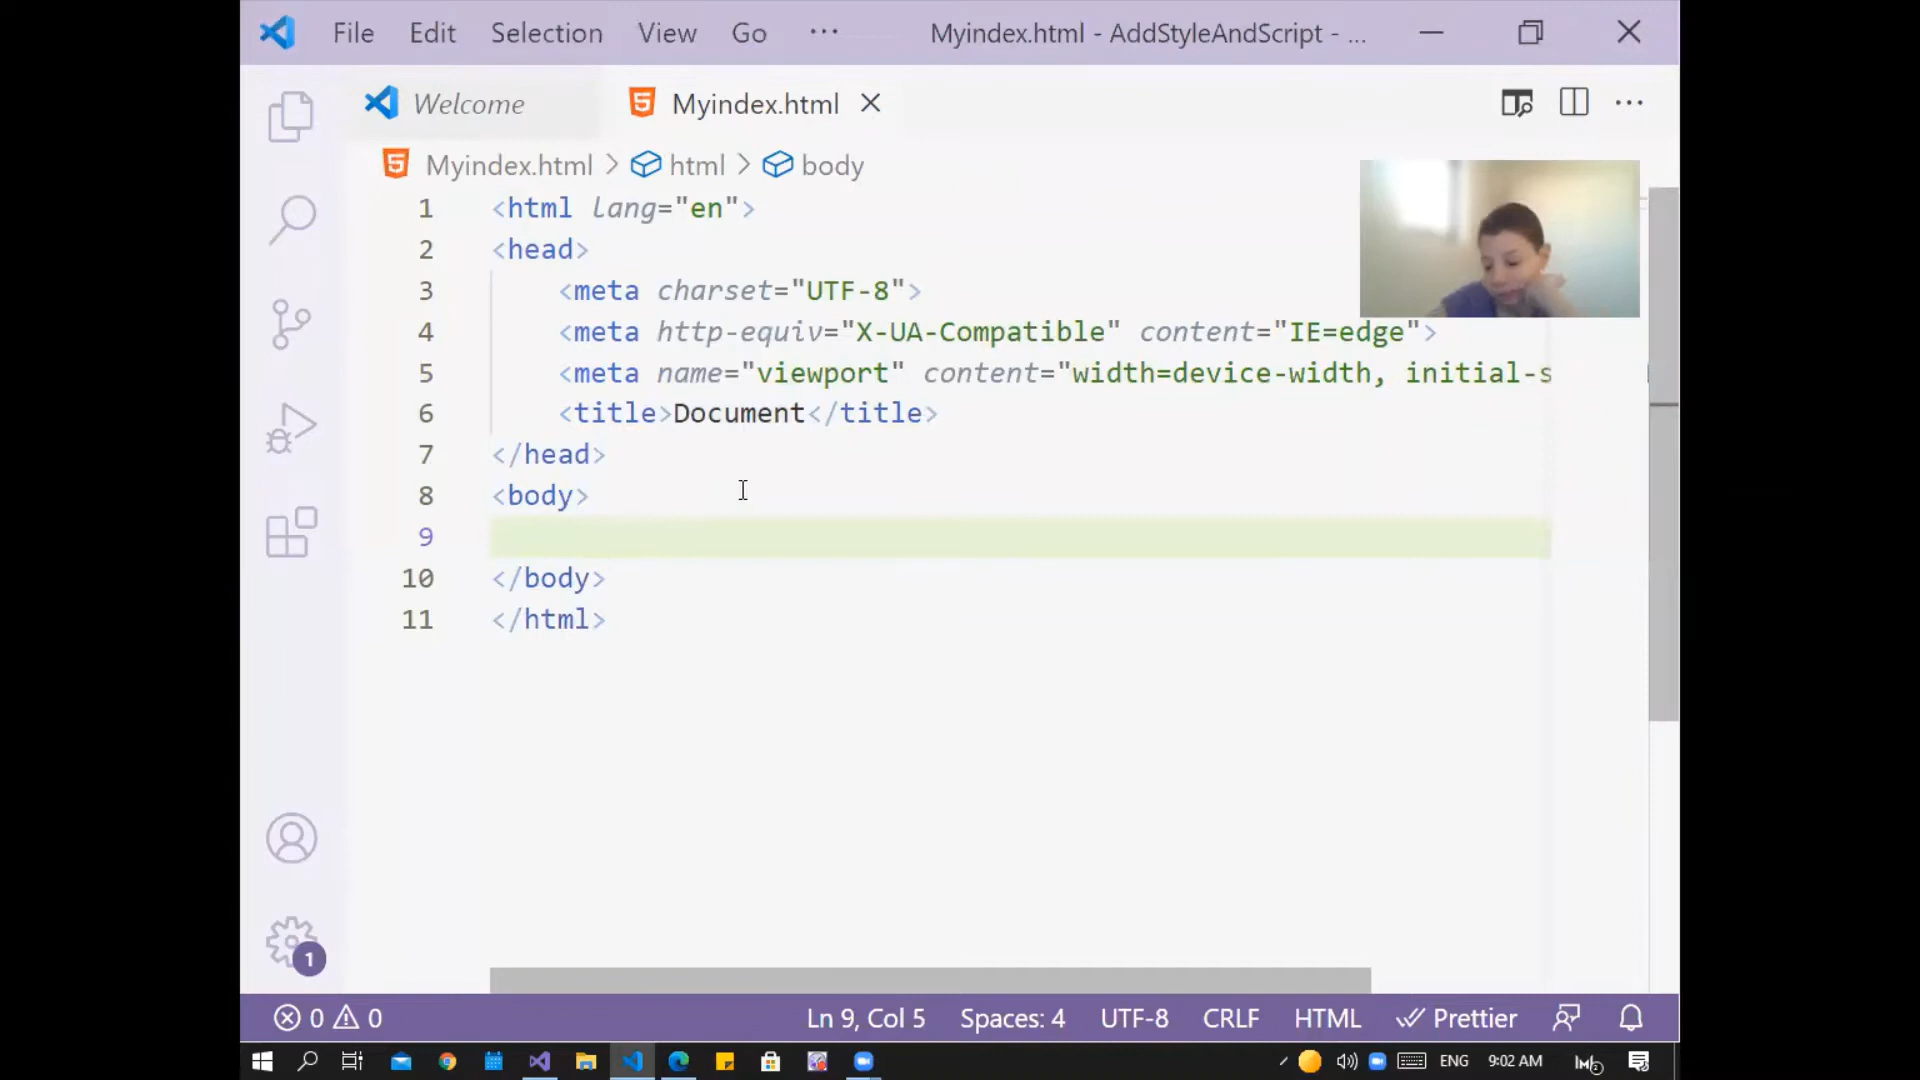 File Edit Selection View Go ··· Myindex.html - AddStyleAndScript - ...
Welcome Myindex.html
Myindex.html > html > body
1 <html lang="en">
2 <head>
3 <meta charset="UTF-8">
4 <meta http-equiv="X-UA-Compatible" content="IE=edge">
5 <meta name="viewport" content="width=device-width, initial-s
6 <title>Document</title>
7 </head>
8 <body>
9
10 </body>
11 </html>
1
0 0 Ln 9, Col 5 Spaces: 4 UTF-8 CRLF HTML Prettier
ENG 9:02 AM